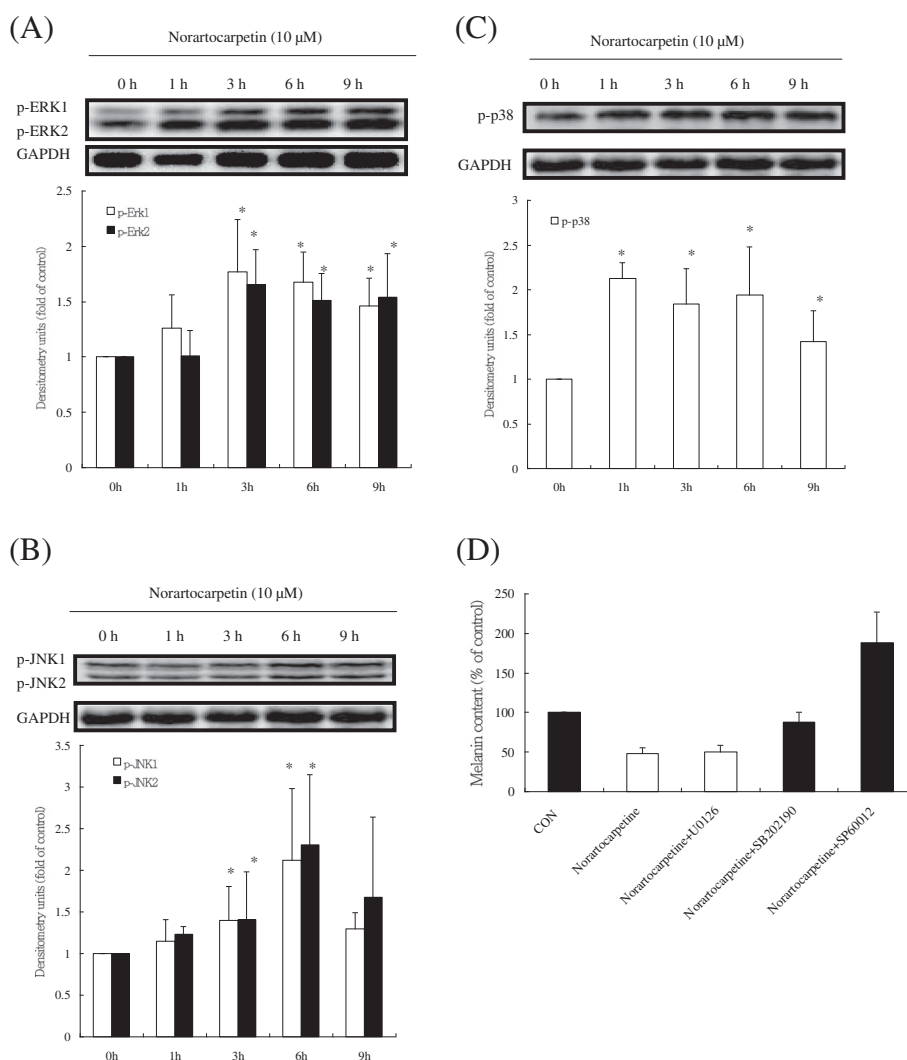 (A)
Norartocarpetin (10 μM)
0 h 1 h 3 h 6 h 9 h
p-ERK1
p-ERK2
GAPDH
2.5
2
1.5
1
0.5
0
Densitometry units (fold of control)
p-Erk1
p-Erk2
* * * * * *
0h 1h 3h 6h 9h
(B)
Norartocarpetin (10 μM)
0 h 1 h 3 h 6 h 9 h
p-JNK1
p-JNK2
GAPDH
3.5
3
2.5
2
1.5
1
0.5
0
Densitometry units (fold of control)
p-JNK1
p-JNK2
* * * *
0h 1h 3h 6h 9h
(C)
Norartocarpetin (10 μM)
0 h 1 h 3 h 6 h 9 h
p-p38
GAPDH
3
2.5
2
1.5
1
0.5
0
Densitometry units (fold of control)
p-p38
* * * *
0h 1h 3h 6h 9h
(D)
250
200
150
100
50
0
Melanin content (% of control)
CON
Norartocarpetine
Norartocarpetine+U0126
Norartocarpetine+SB202190
Norartocarpetine+SP60012